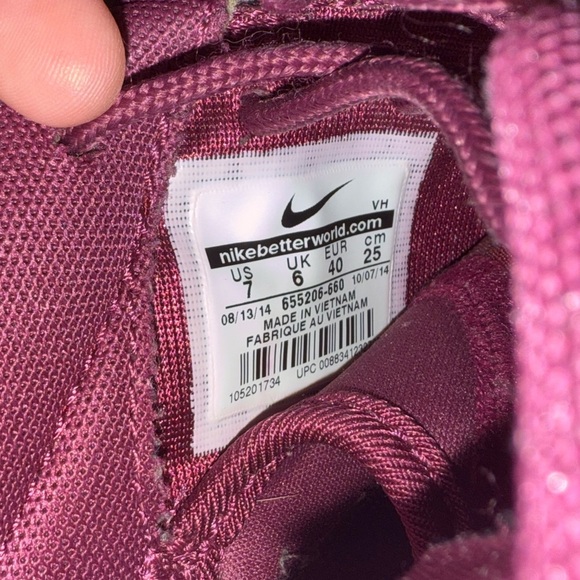 VH
nikebetterworld.com
US UK EUR cm
7 6 40 25
08/13/14 655206-660 10/07/14
MADE IN VIETNAM
FABRIQUE AU VIETNAM
105201734 UPC